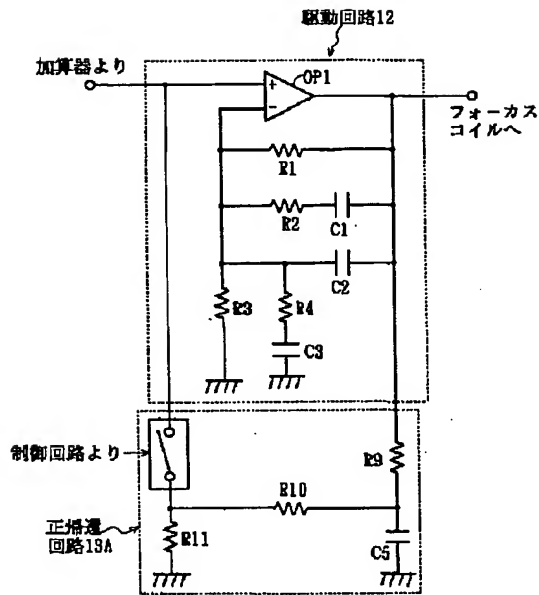 駆動回路12
加算器より
OP1
+
-
フォーカス
コイルへ
R1
R2
C1
C2
R3
R4
C3
制御回路より
R9
R10
正帰還
回路13A
R11
C5